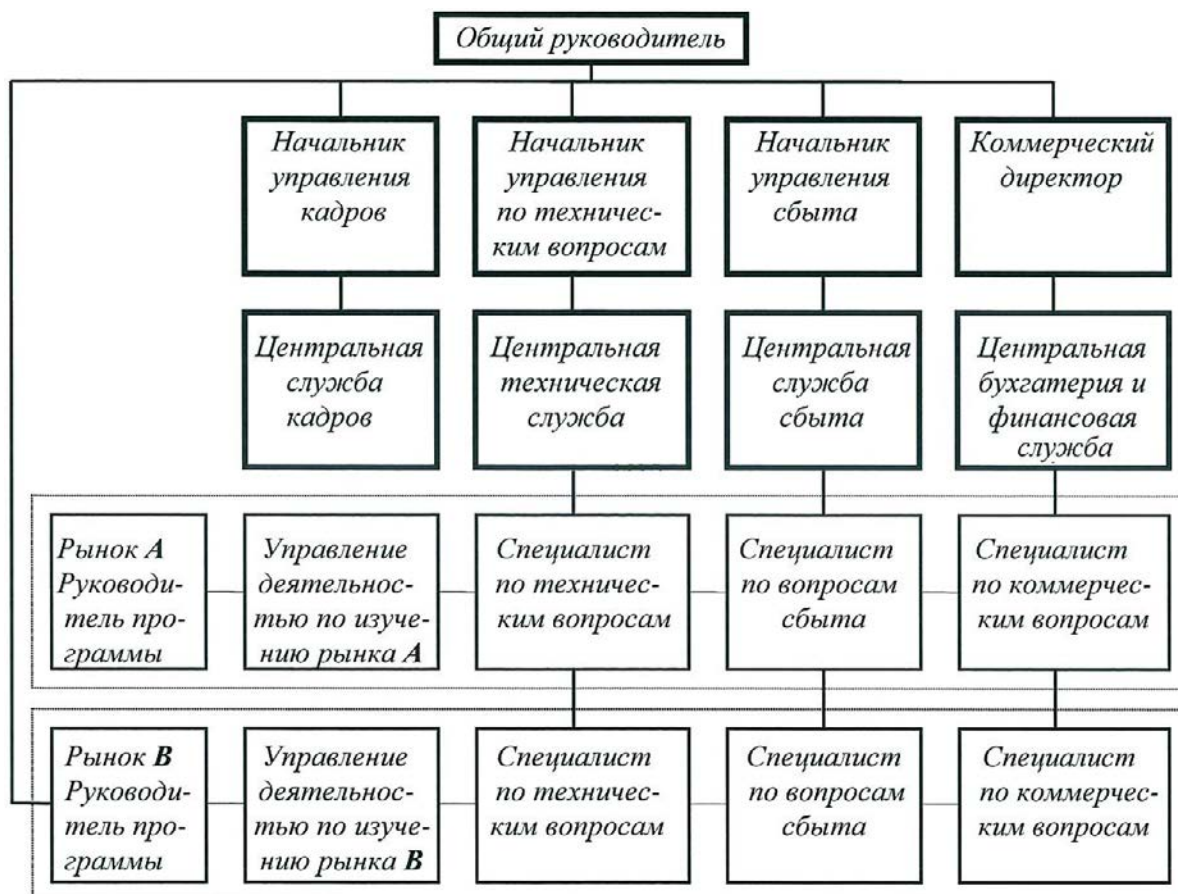 Общий руководитель
Начальник
управления
кадров
Начальник
управления
по техничес-
ким вопросам
Начальник
управления
сбыта
Коммерческий
директор
Центральная
служба
кадров
Центральная
техническая
служба
Центральная
служба
сбыта
Центральная
бухгатерия и
финансовая
служба
Рынок А
Руководи-
тель про-
граммы
Управление
деятельнос-
тью по изуче-
нию рынка А
Специалист
по техничес-
ким вопросам
Специалист
по вопросам
сбыта
Специалист
по коммерчес-
ким вопросам
Рынок В
Руководи-
тель про-
граммы
Управление
деятельнос-
тью по изуче-
нию рынка В
Специалист
по техничес-
ким вопросам
Специалист
по вопросам
сбыта
Специалист
по коммерчес-
ким вопросам